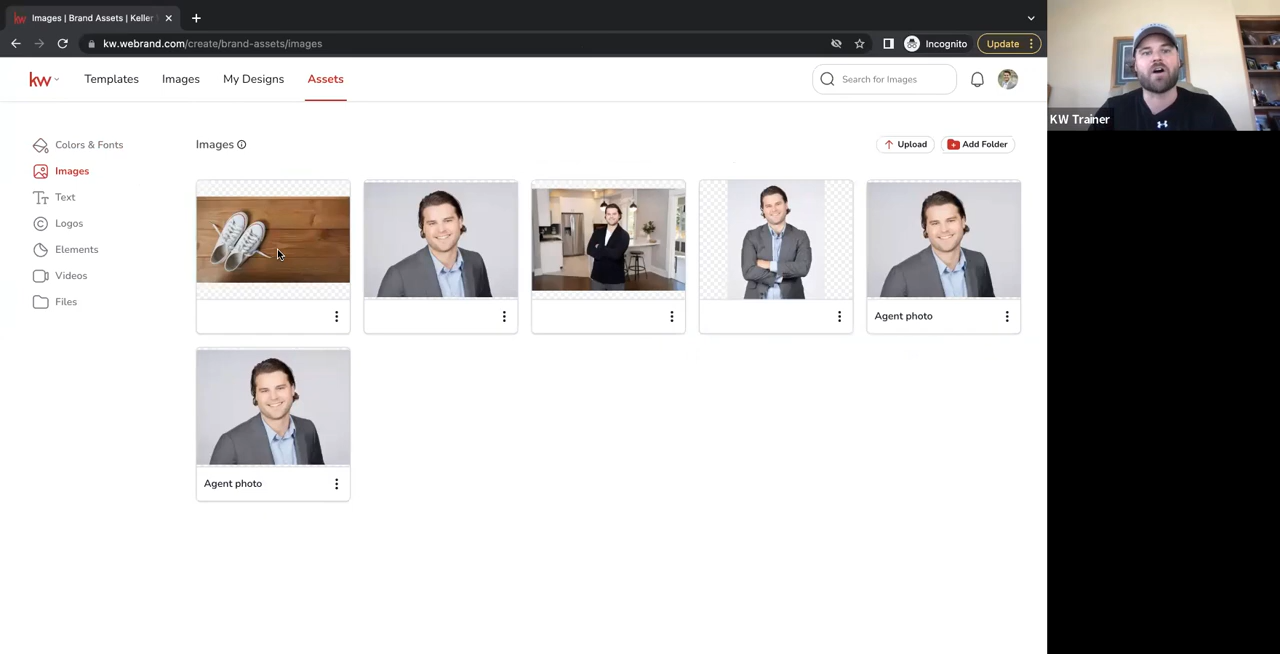 kw Images | Brand Assets | Keller
kw.webrand.com/create/brand-assets/images
Incognito
Update
kw
Templates
Images
My Designs
Assets
Search for Images
KW Trainer
Colors & Fonts
Images
Text
Logos
Elements
Videos
Files
Images
Upload
Add Folder
Agent photo
Agent photo